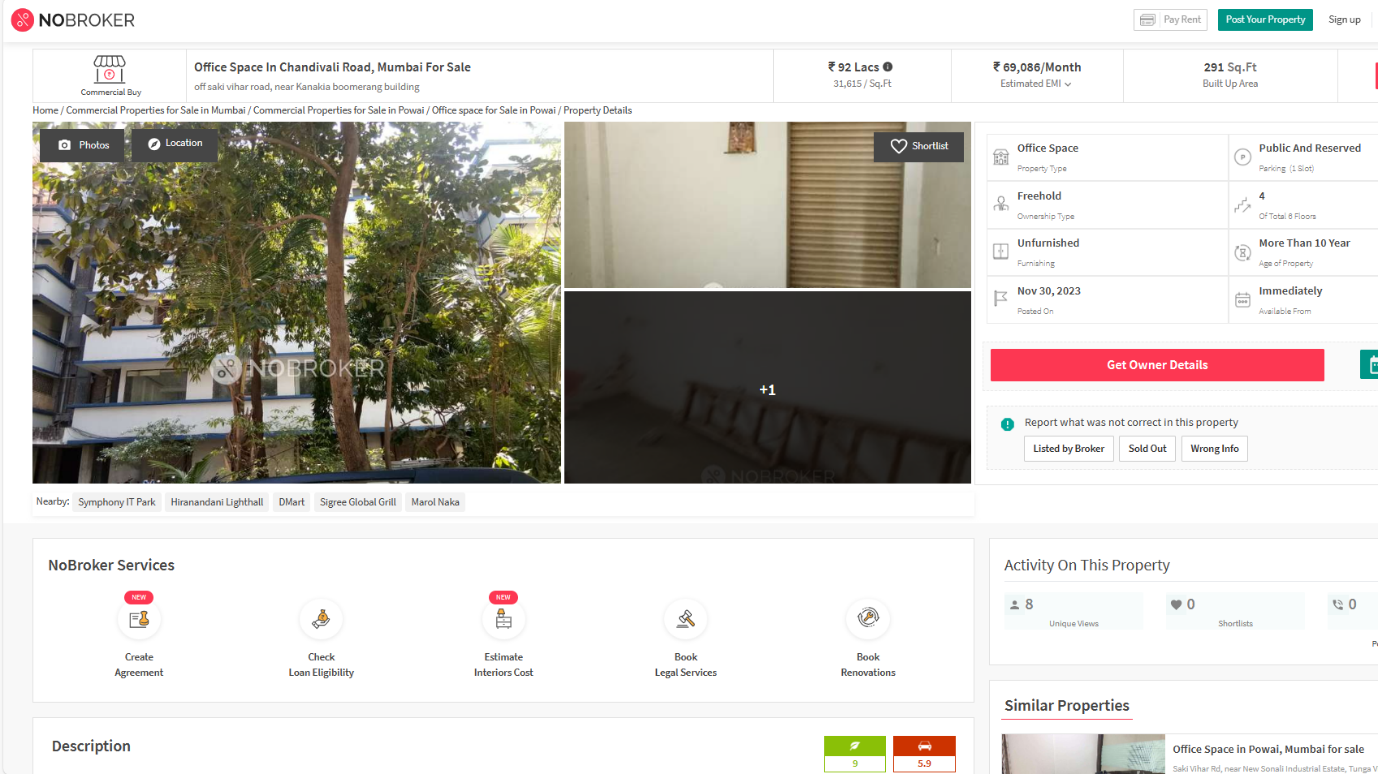 NOBROKER
Pay Rent
Post Your Property
Sign up
Commercial Buy
Office Space In Chandivali Road, Mumbai For Sale
off saki vihar road, near Kanakia boomerang building
₹ 92 Lacs
31,615 / Sq.Ft
₹ 69,086/Month
Estimated EMI
291 Sq.Ft
Built Up Area
Home / Commercial Properties for Sale in Mumbai / Commercial Properties for Sale in Powai / Office space for Sale in Powai / Property Details
Photos
Location
Shortlist
NOBROKER
+1
NOBROKER
Office Space
Property Type
Public And Reserved
Parking (1 Slot)
Freehold
Ownership Type
4
Of Total 6 Floors
Unfurnished
Furnishing
More Than 10 Year
Age of Property
Nov 30, 2023
Posted On
Immediately
Available From
Get Owner Details
Report what was not correct in this property
Listed by Broker
Sold Out
Wrong Info
Nearby:
Symphony IT Park
Hiranandani Lighthall
DMart
Sigree Global Grill
Marol Naka
NoBroker Services
NEW
Create
Agreement
Check
Loan Eligibility
NEW
Estimate
Interiors Cost
Book
Legal Services
Book
Renovations
Activity On This Property
8
Unique Views
0
Shortlists
0
Description
9
5.9
Similar Properties
Office Space in Powai, Mumbai for sale
Saki Vihar Rd, near New Sonali Industrial Estate, Tunga V